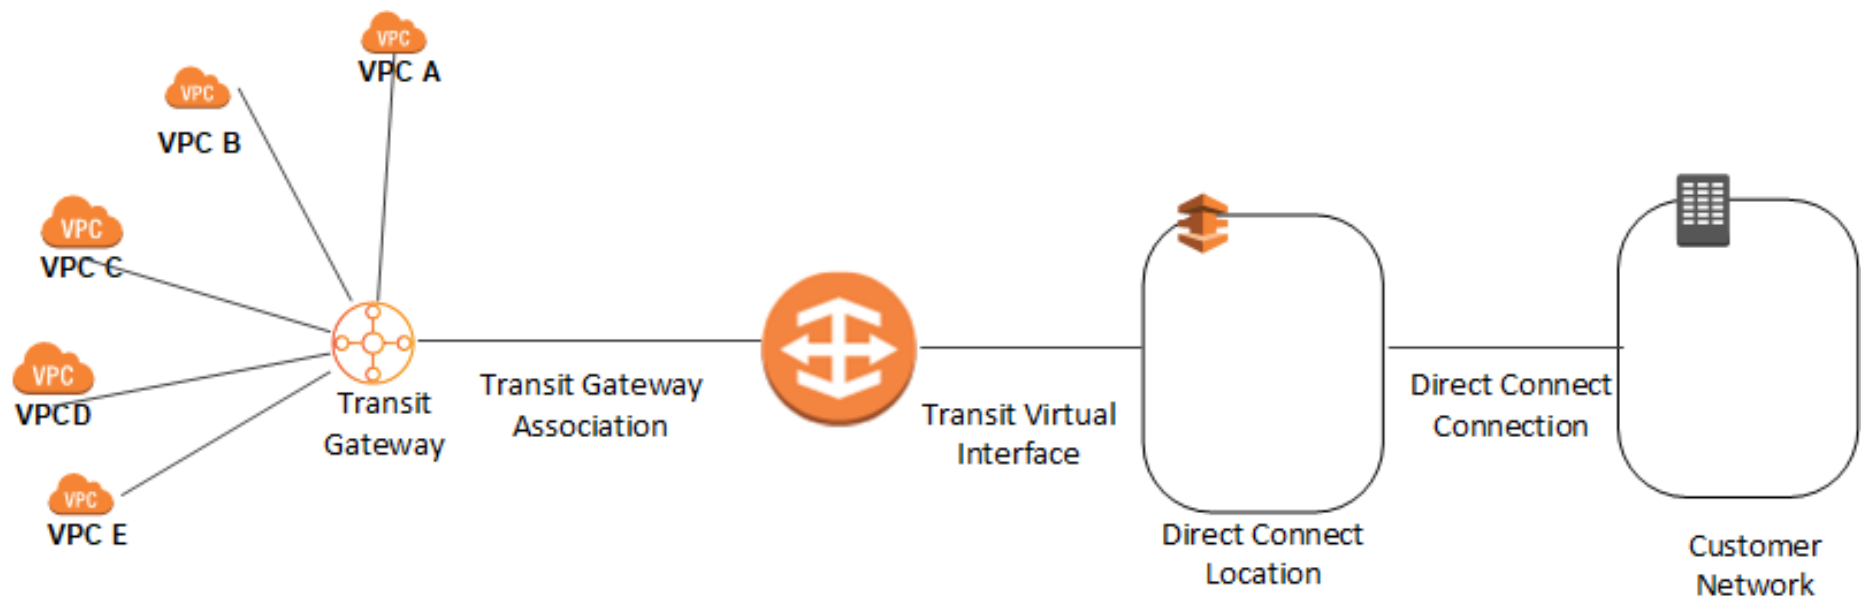 VPC
VPC A
VPC
VPC B
VPC
VPC C
VPC
VPCD
VPC
VPC E
Transit
Gateway
Transit Gateway
Association
Transit Virtual
Interface
Direct Connect
Location
Direct Connect
Connection
Customer
Network